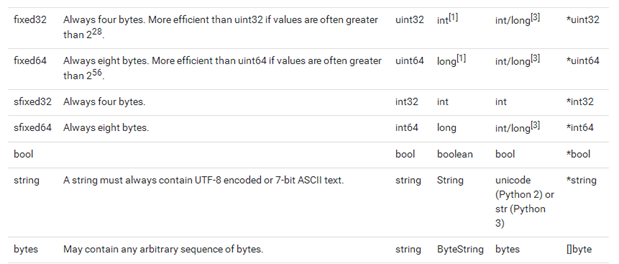 fixed32 Always four bytes. More efficient than uint32 if values are often greater than 2^28. uint32 int[1] int/long[3] *uint32
fixed64 Always eight bytes. More efficient than uint64 if values are often greater than 2^56. uint64 long[1] int/long[3] *uint64
sfixed32 Always four bytes. int32 int int *int32
sfixed64 Always eight bytes. int64 long int/long[3] *int64
bool bool boolean bool *bool
string A string must always contain UTF-8 encoded or 7-bit ASCII text. string String unicode (Python 2) or str (Python 3) *string
bytes May contain any arbitrary sequence of bytes. string ByteString bytes []byte